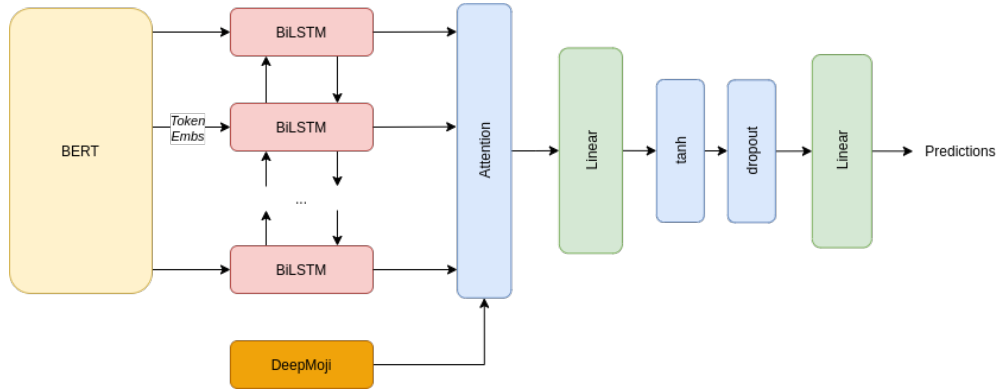 BERT
Token
Embs
BiLSTM
BiLSTM
...
BiLSTM
DeepMoji
Attention
Linear
tanh
dropout
Linear
Predictions